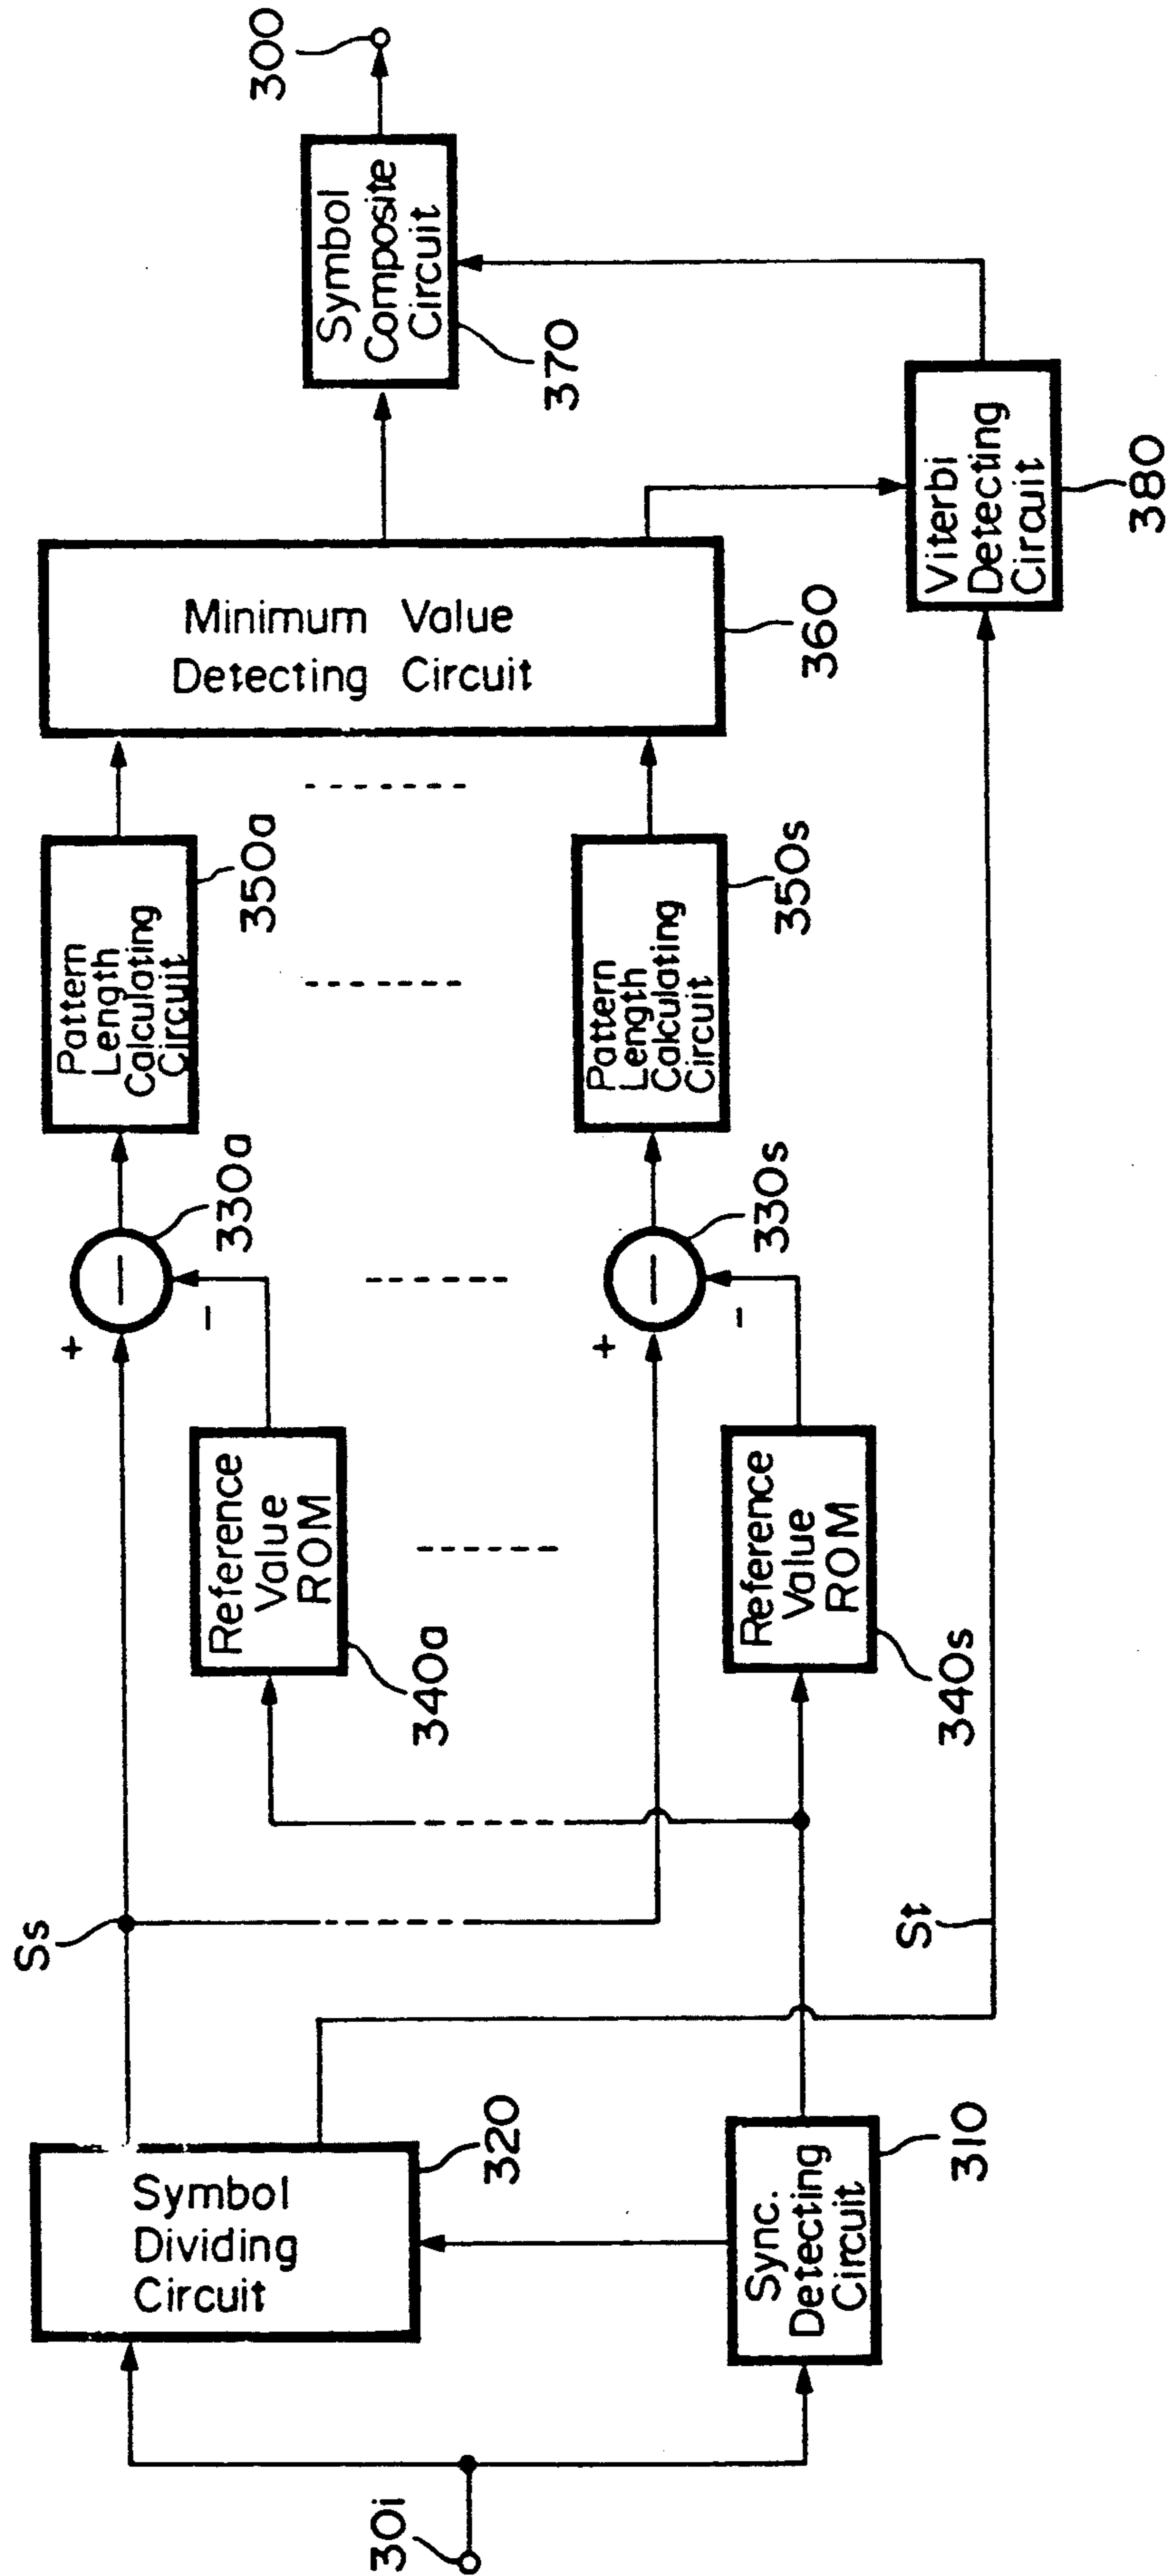 30i
Symbol
Dividing
Circuit
320
Sync.
Detecting
Circuit
310
Ss
St
Reference
Value
ROM
340a
Reference
Value
ROM
340s
+
−
330a
+
−
330s
Pattern
Length
Calculating
Circuit
350a
Pattern
Length
Calculating
Circuit
350s
Minimum Value
Detecting Circuit
360
Viterbi
Detecting
Circuit
380
Symbol
Composite
Circuit
370
300